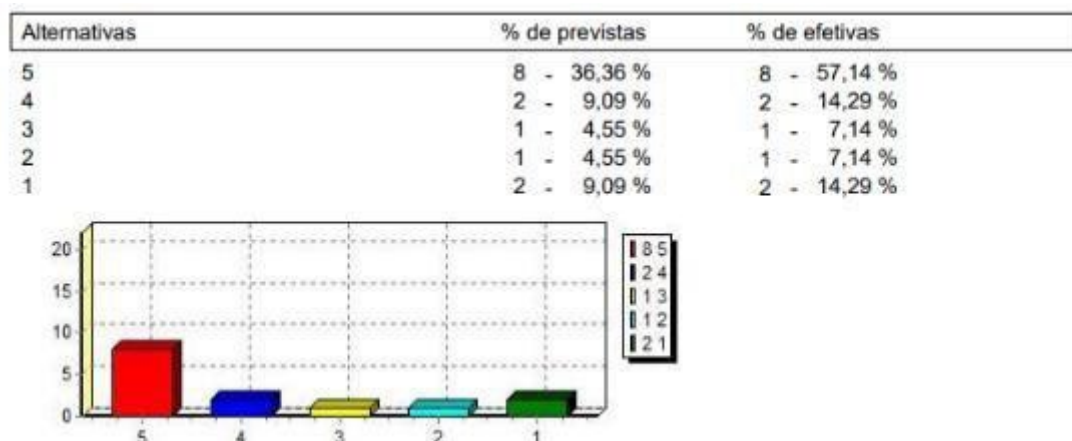 Alternativas % de previstas % de efetivas
5 8 - 36,36 % 8 - 57,14 %
4 2 - 9,09 % 2 - 14,29 %
3 1 - 4,55 % 1 - 7,14 %
2 1 - 4,55 % 1 - 7,14 %
1 2 - 9,09 % 2 - 14,29 %
20
15
10
5
0
5 4 3 2 1
8 5
2 4
1 3
1 2
2 1